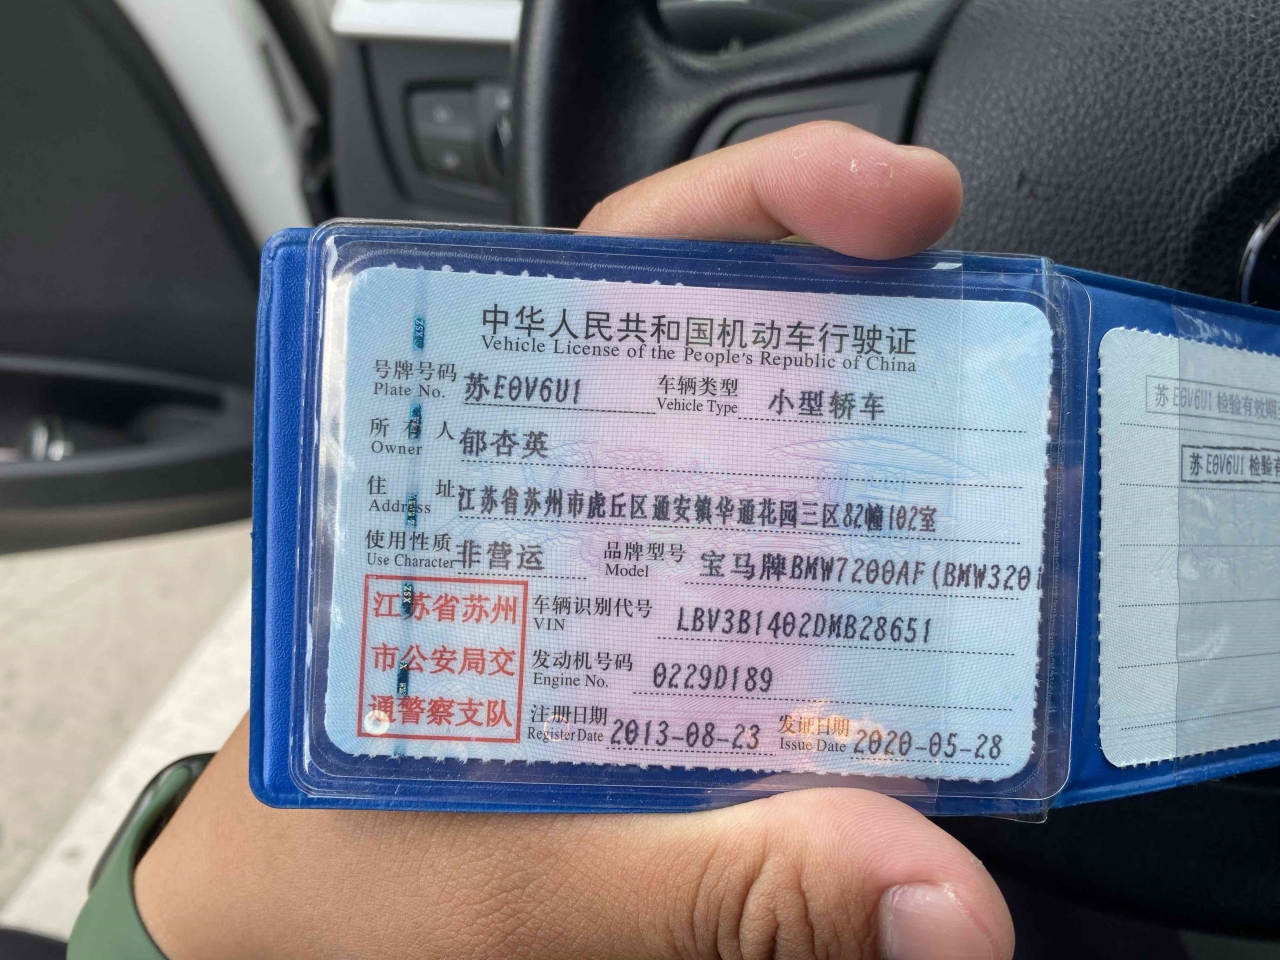 中华人民共和国机动车行驶证
Vehicle License of the People's Republic of China
号牌号码 苏E0V6U1 车辆类型 小型轿车
Plate No. Vehicle Type
所有人 郁杏英
Owner
住址 江苏省苏州市虎丘区通安镇华通花园三区82幢102室
Address
使用性质 非营运 品牌型号 宝马牌BMW7200AF(BMW320i
Use Character Model
江苏省苏州
市公安局交
通警察支队
车辆识别代号 LBV3B1402DMB28651
VIN
发动机号码 0229D189
Engine No.
注册日期 2013-08-23 发证日期 2020-05-28
Register Date Issue Date
苏E0V6U1 检验有效期
苏E0V6U1 检验有